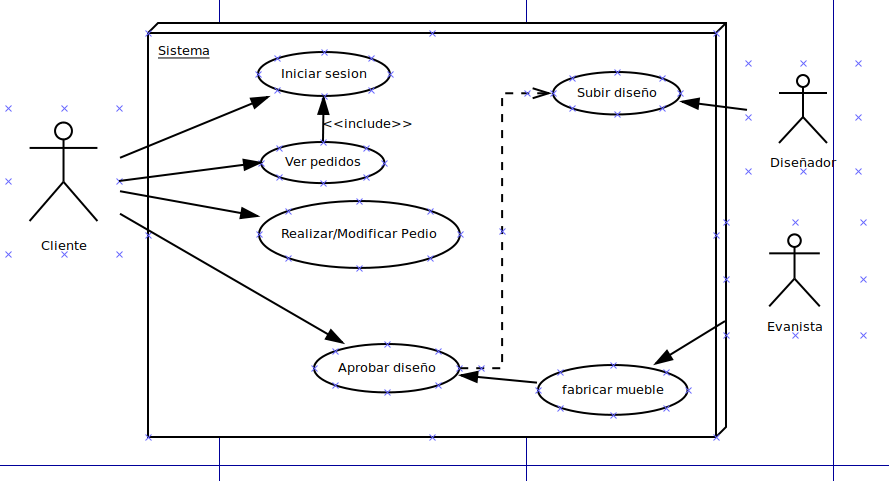 Sistema
Iniciar sesion
Subir diseño
<<include>>
Ver pedidos
Diseñador
Realizar/Modificar Pedio
Cliente
Evanista
Aprobar diseño
fabricar mueble